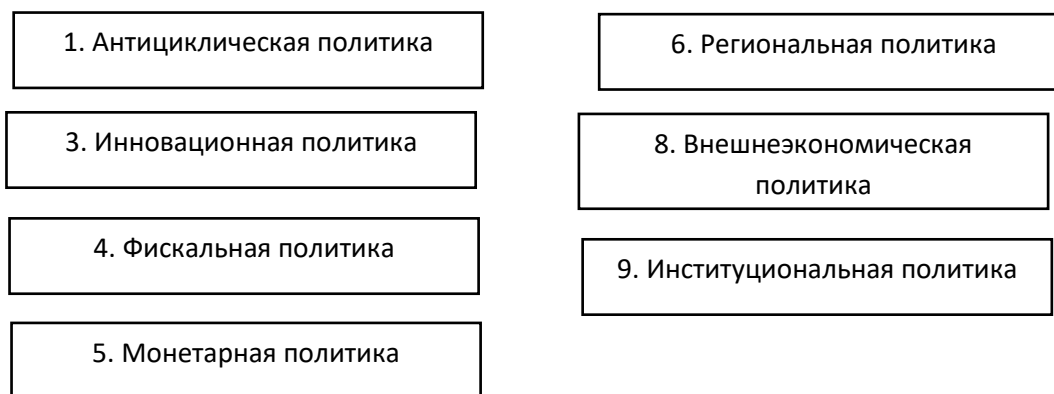 1. Антициклическая политика
3. Инновационная политика
4. Фискальная политика
5. Монетарная политика
6. Региональная политика
8. Внешнеэкономическая
политика
9. Институциональная политика